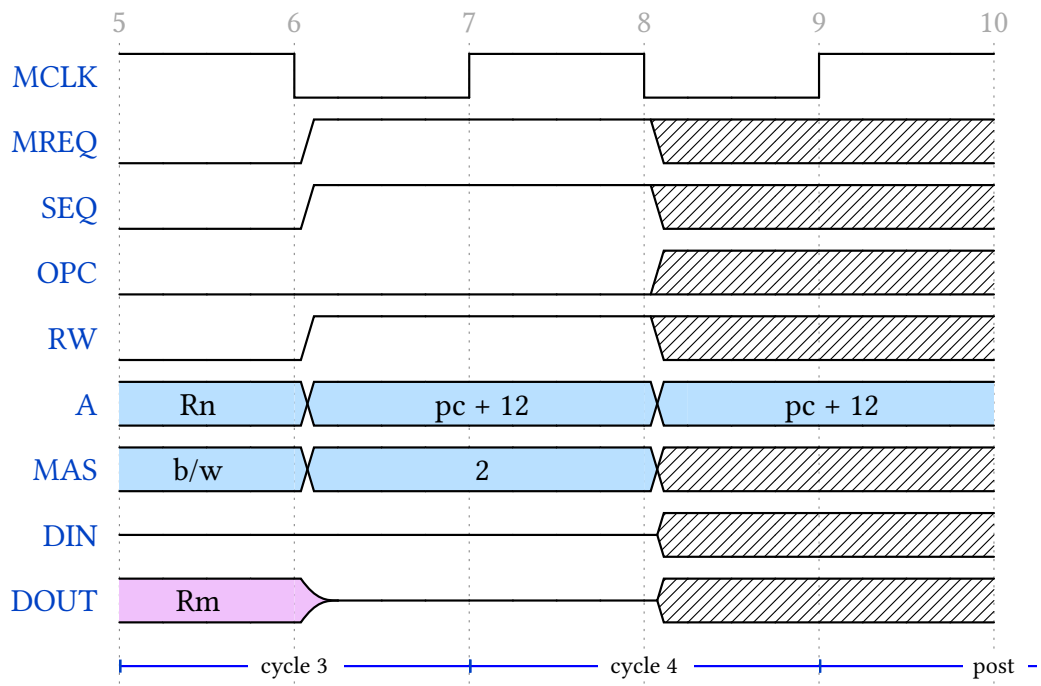 5 6 7 8 9 10
MCLK
MREQ
SEQ
OPC
RW
A Rn pc + 12 pc + 12
MAS b/w 2
DIN
DOUT Rm
cycle 3 cycle 4 post